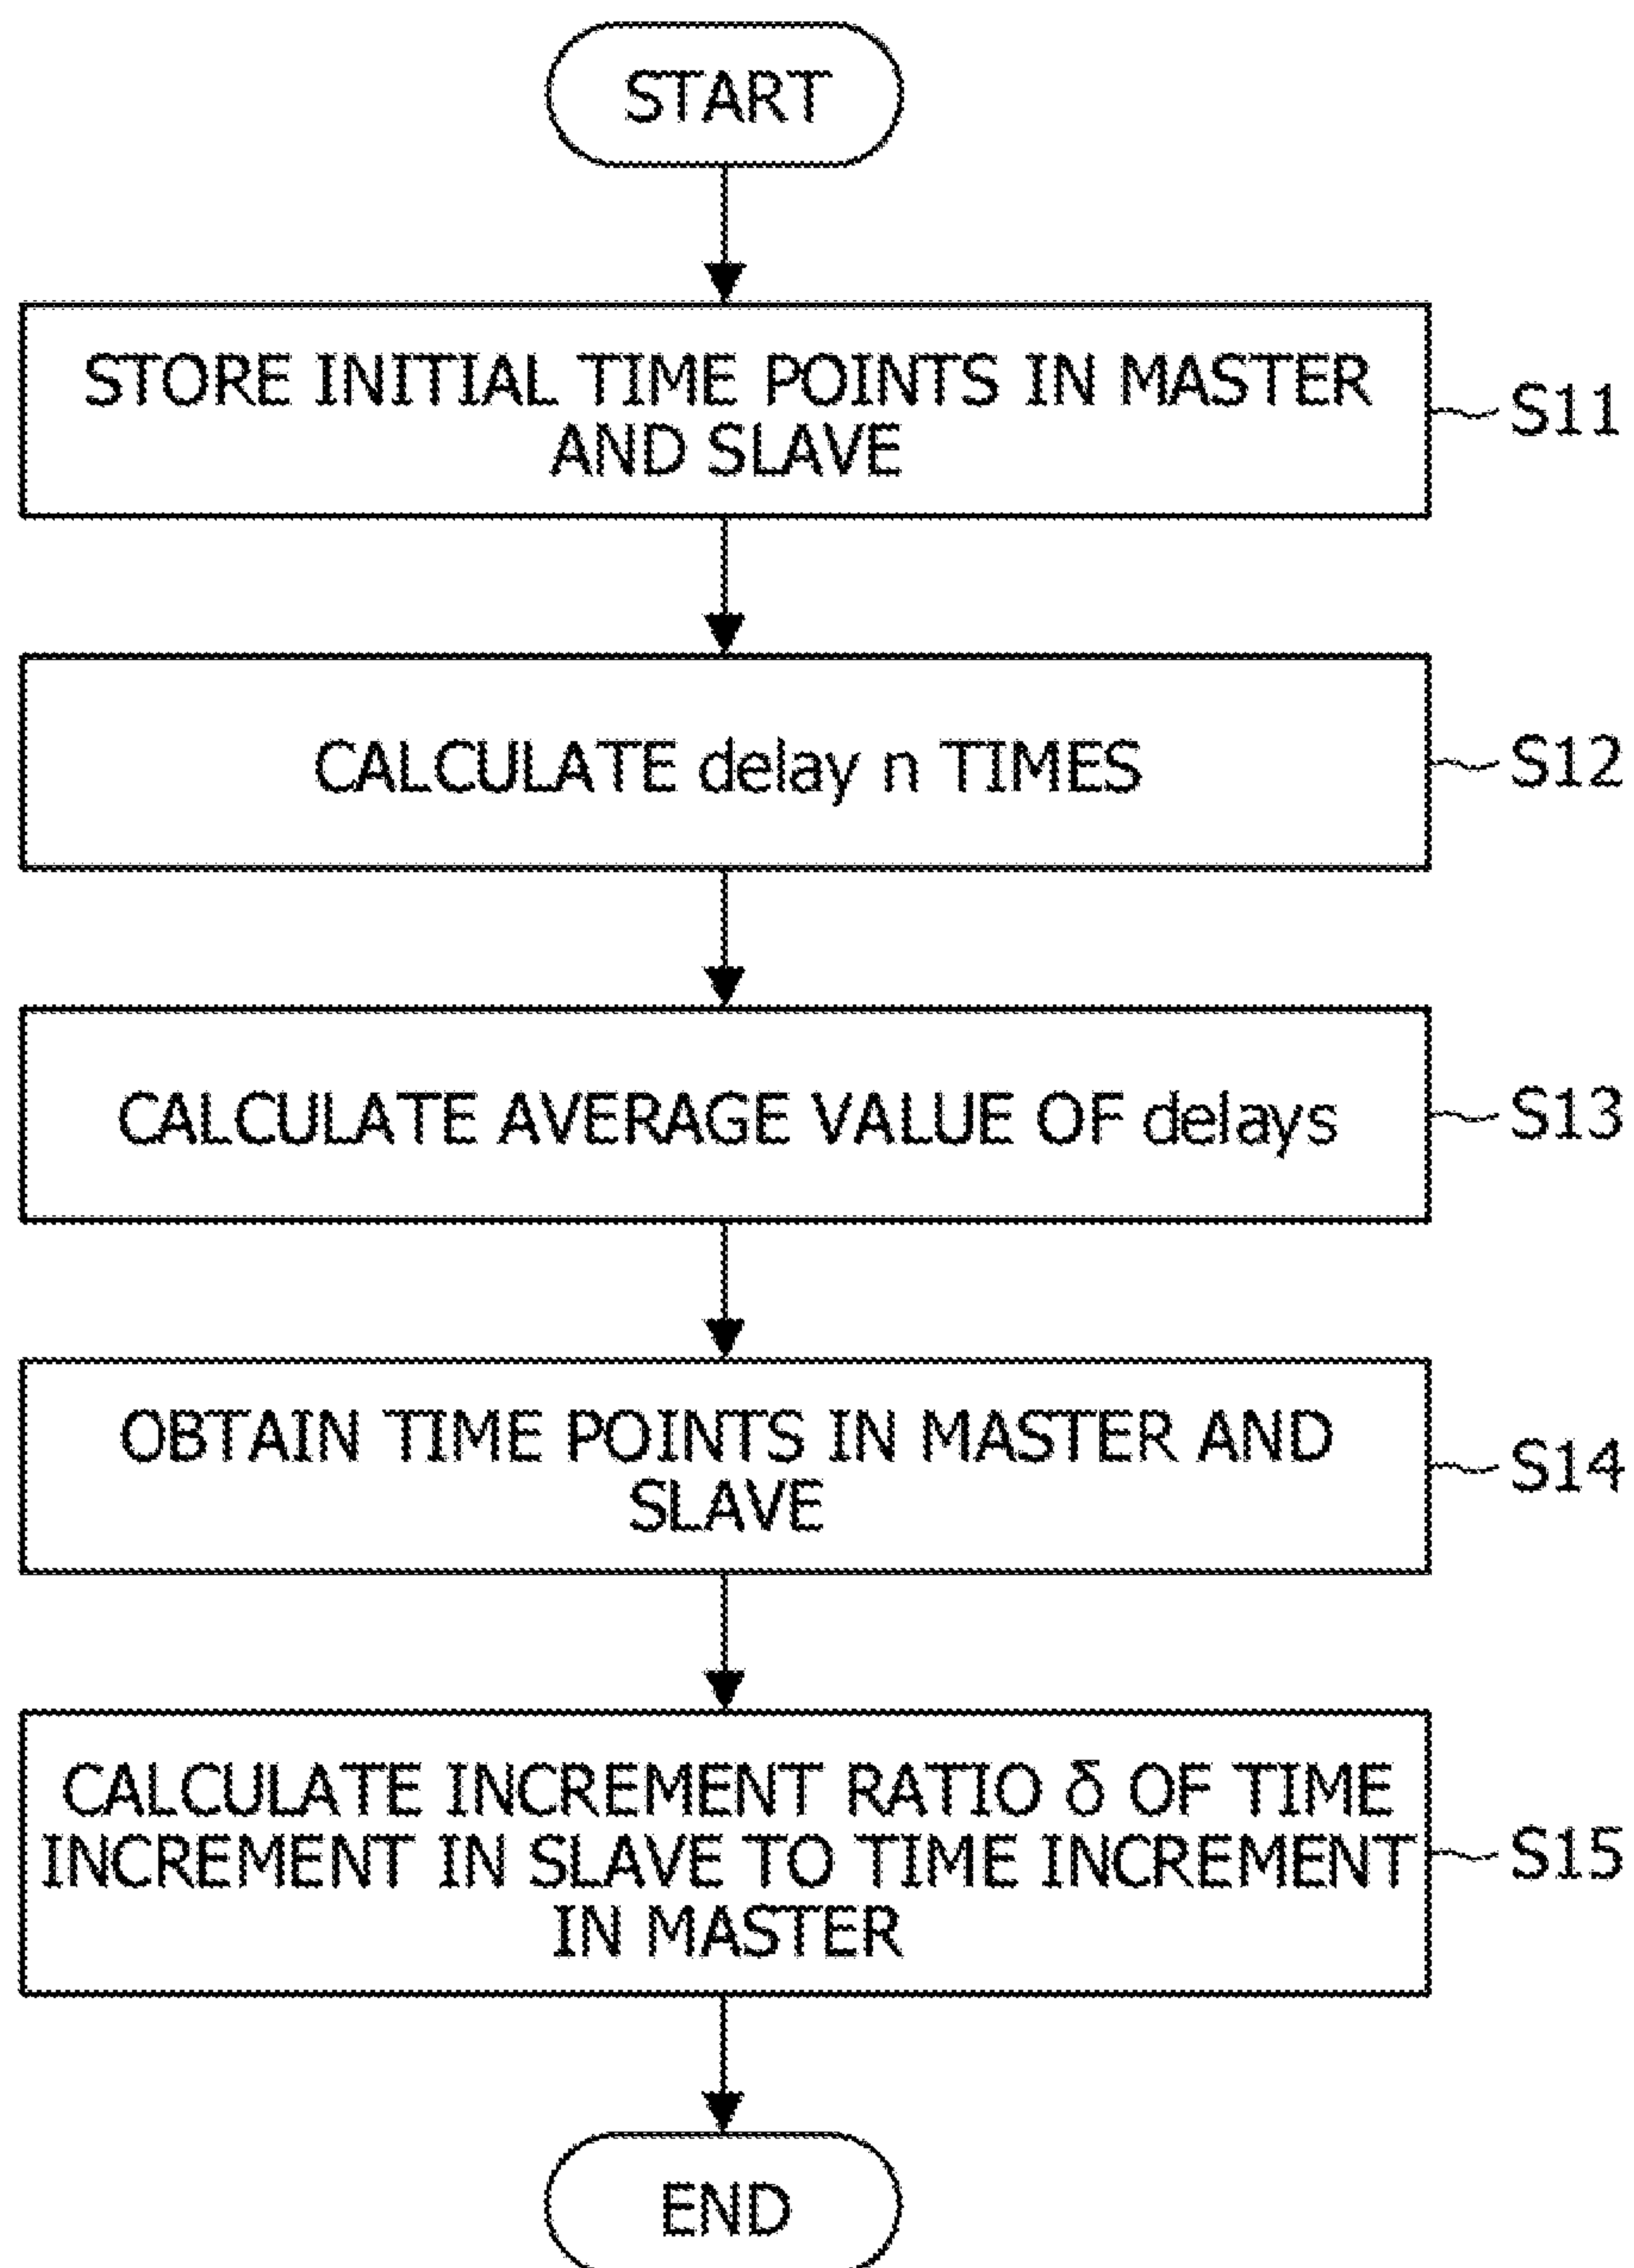 START
STORE INITIAL TIME POINTS IN MASTER
AND SLAVE
S11
CALCULATE delay n TIMES
S12
CALCULATE AVERAGE VALUE OF delays
S13
OBTAIN TIME POINTS IN MASTER AND
SLAVE
S14
CALCULATE INCREMENT RATIO δ OF TIME
INCREMENT IN SLAVE TO TIME INCREMENT
IN MASTER
S15
END